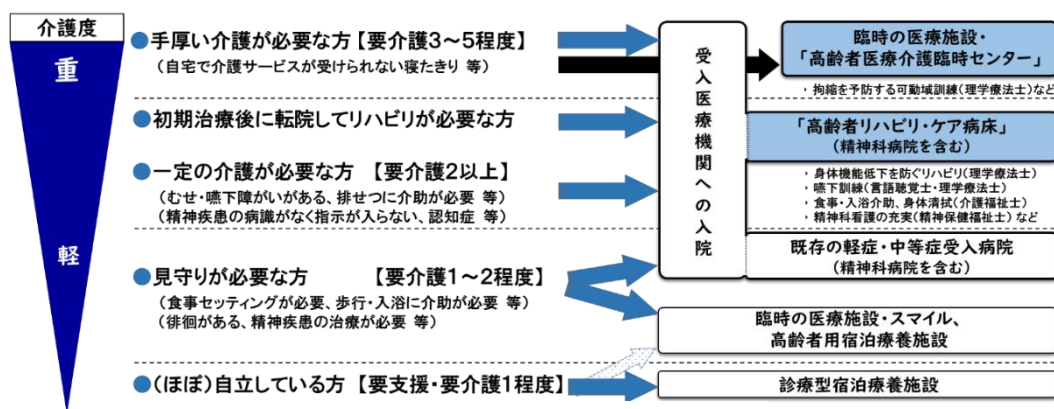 介護度
重
軽
●手厚い介護が必要な方【要介護3～5程度】
(自宅で介護サービスが受けられない寝たきり 等)
●初期治療後に転院してリハビリが必要な方
●一定の介護が必要な方 【要介護2以上】
(むせ・嚥下障がいがある、排せつに介助が必要 等)
(精神疾患の病識がなく指示が入らない、認知症 等)
●見守りが必要な方 【要介護1～2程度】
(食事セッティングが必要、歩行・入浴に介助が必要 等)
(徘徊がある、精神疾患の治療が必要 等)
●(ほぼ)自立している方【要支援・要介護1程度】
受入医療機関への入院
臨時の医療施設・
「高齢者医療介護臨時センター」
・拘縮を予防する可動域訓練(理学療法士)など
「高齢者リハビリ・ケア病床」
(精神科病院を含む)
・身体機能低下を防ぐリハビリ(理学療法士)
・嚥下訓練(言語聴覚士・理学療法士)
・食事・入浴介助、身体清拭(介護福祉士)
・精神科看護の充実(精神保健福祉士) など
既存の軽症・中等症受入病院
(精神科病院を含む)
臨時の医療施設・スマイル、
高齢者用宿泊療養施設
診療型宿泊療養施設